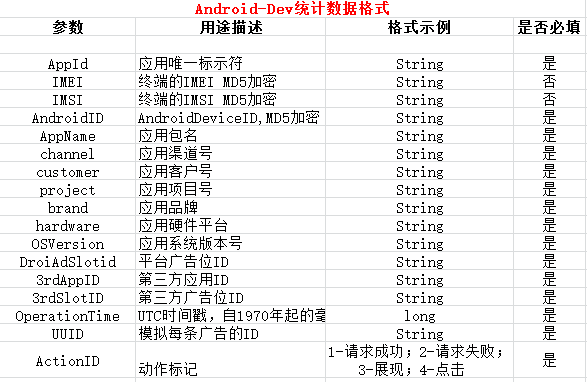 Android-Dev统计数据格式
参数 用途描述 格式示例 是否必填
AppId 应用唯一标示符 String 是
IMEI 终端的IMEI MD5加密 String 否
IMSI 终端的IMSI MD5加密 String 否
AndroidID AndroidDeviceID,MD5加密 String 是
AppName 应用包名 String 是
channel 应用渠道号 String 是
customer 应用客户号 String 是
project 应用项目号 String 是
brand 应用品牌 String 是
hardware 应用硬件平台 String 是
OSVersion 应用系统版本号 String 是
DroiAdSlotid 平台广告位ID String 是
3rdAppID 第三方应用ID String 是
3rdSlotID 第三方广告位ID String 是
OperationTime UTC时间戳，自1970年起的毫 long 是
UUID 模拟每条广告的ID String 是
ActionID 动作标记 1-请求成功；2-请求失败； 是
3-展现；4-点击